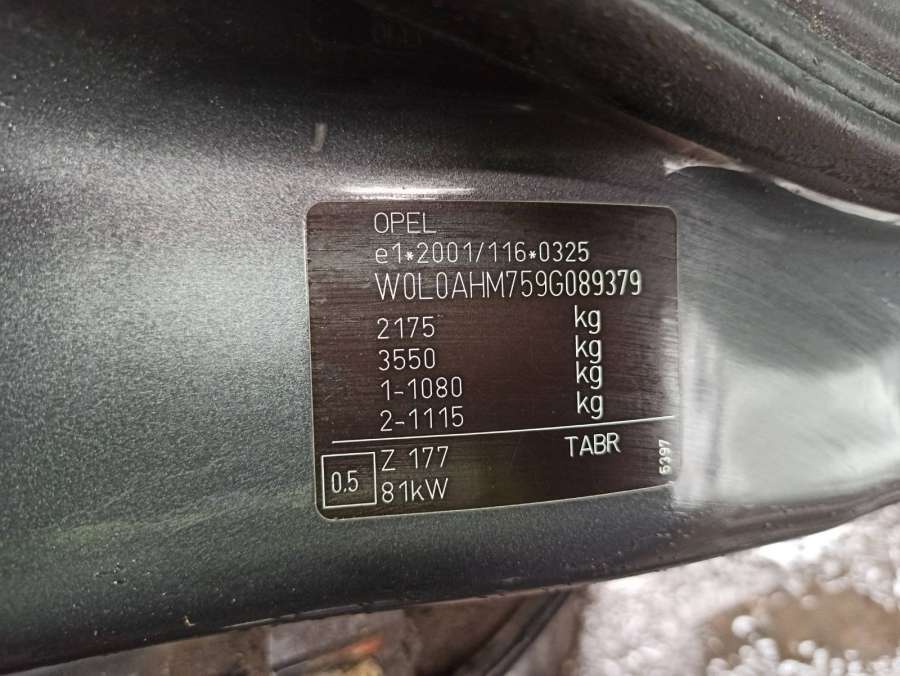 OPEL
e1*2001/116*0325
W0L0AHM759G089379
2175 kg
3550 kg
1-1080 kg
2-1115 kg
0.5 Z 177 TABR
81kW
6397